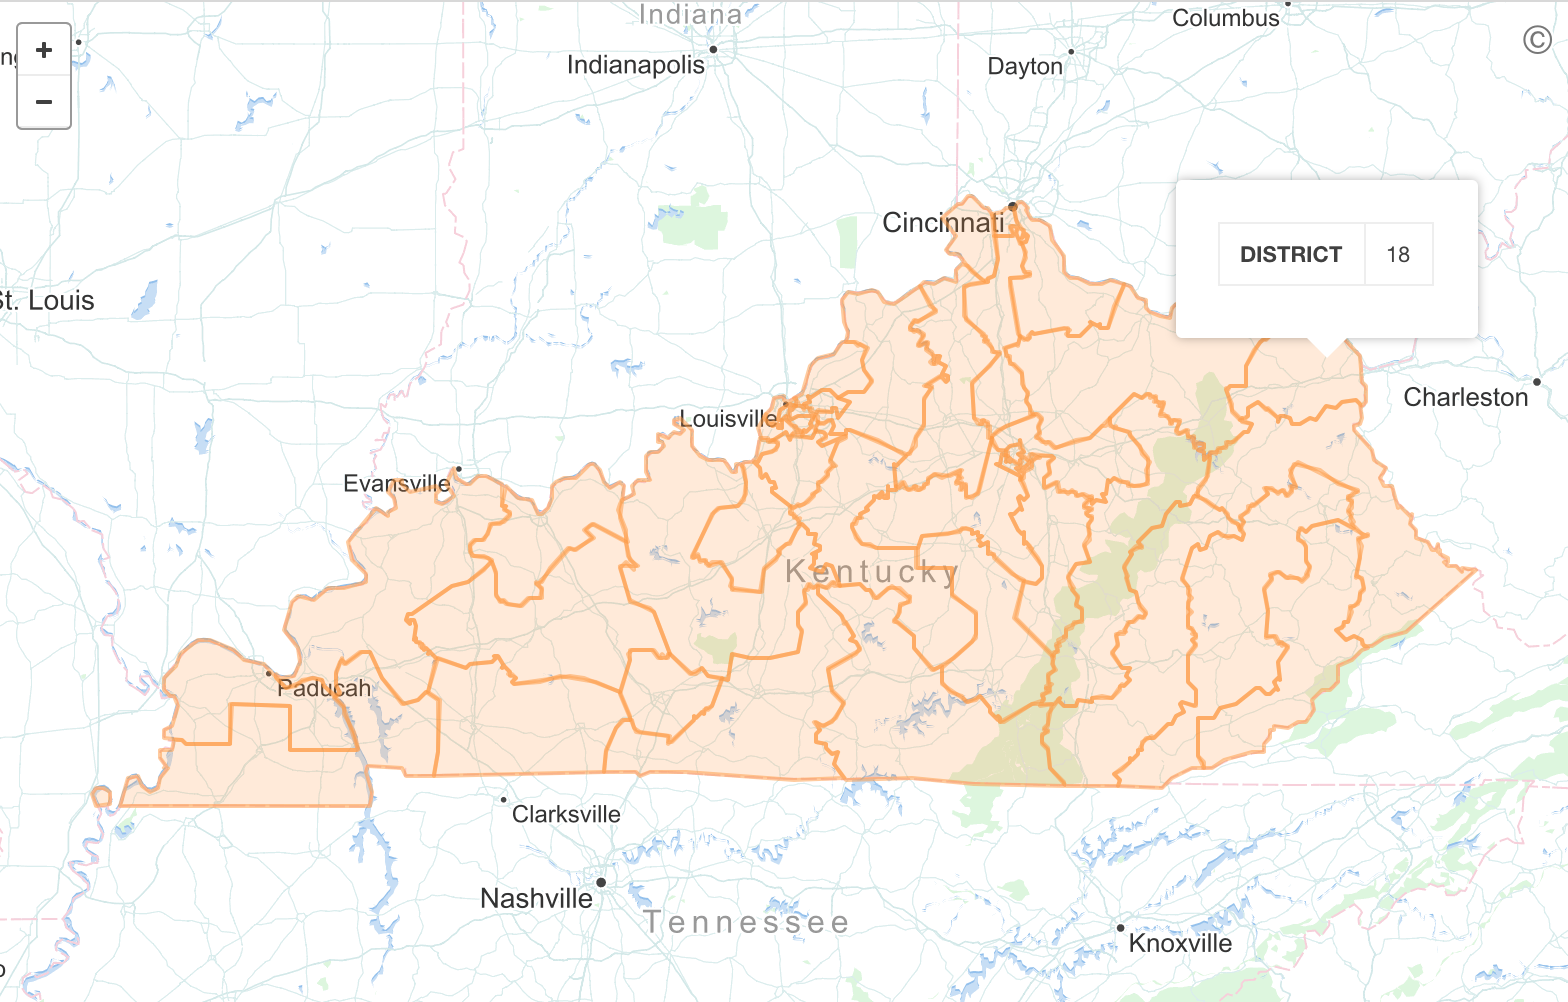 Indiana
Columbus
©
Indianapolis
Dayton
+
−
Cincinnati
DISTRICT 18
St. Louis
Charleston
Louisville
Evansville
Kentucky
Paducah
Clarksville
Nashville
Tennessee
Knoxville